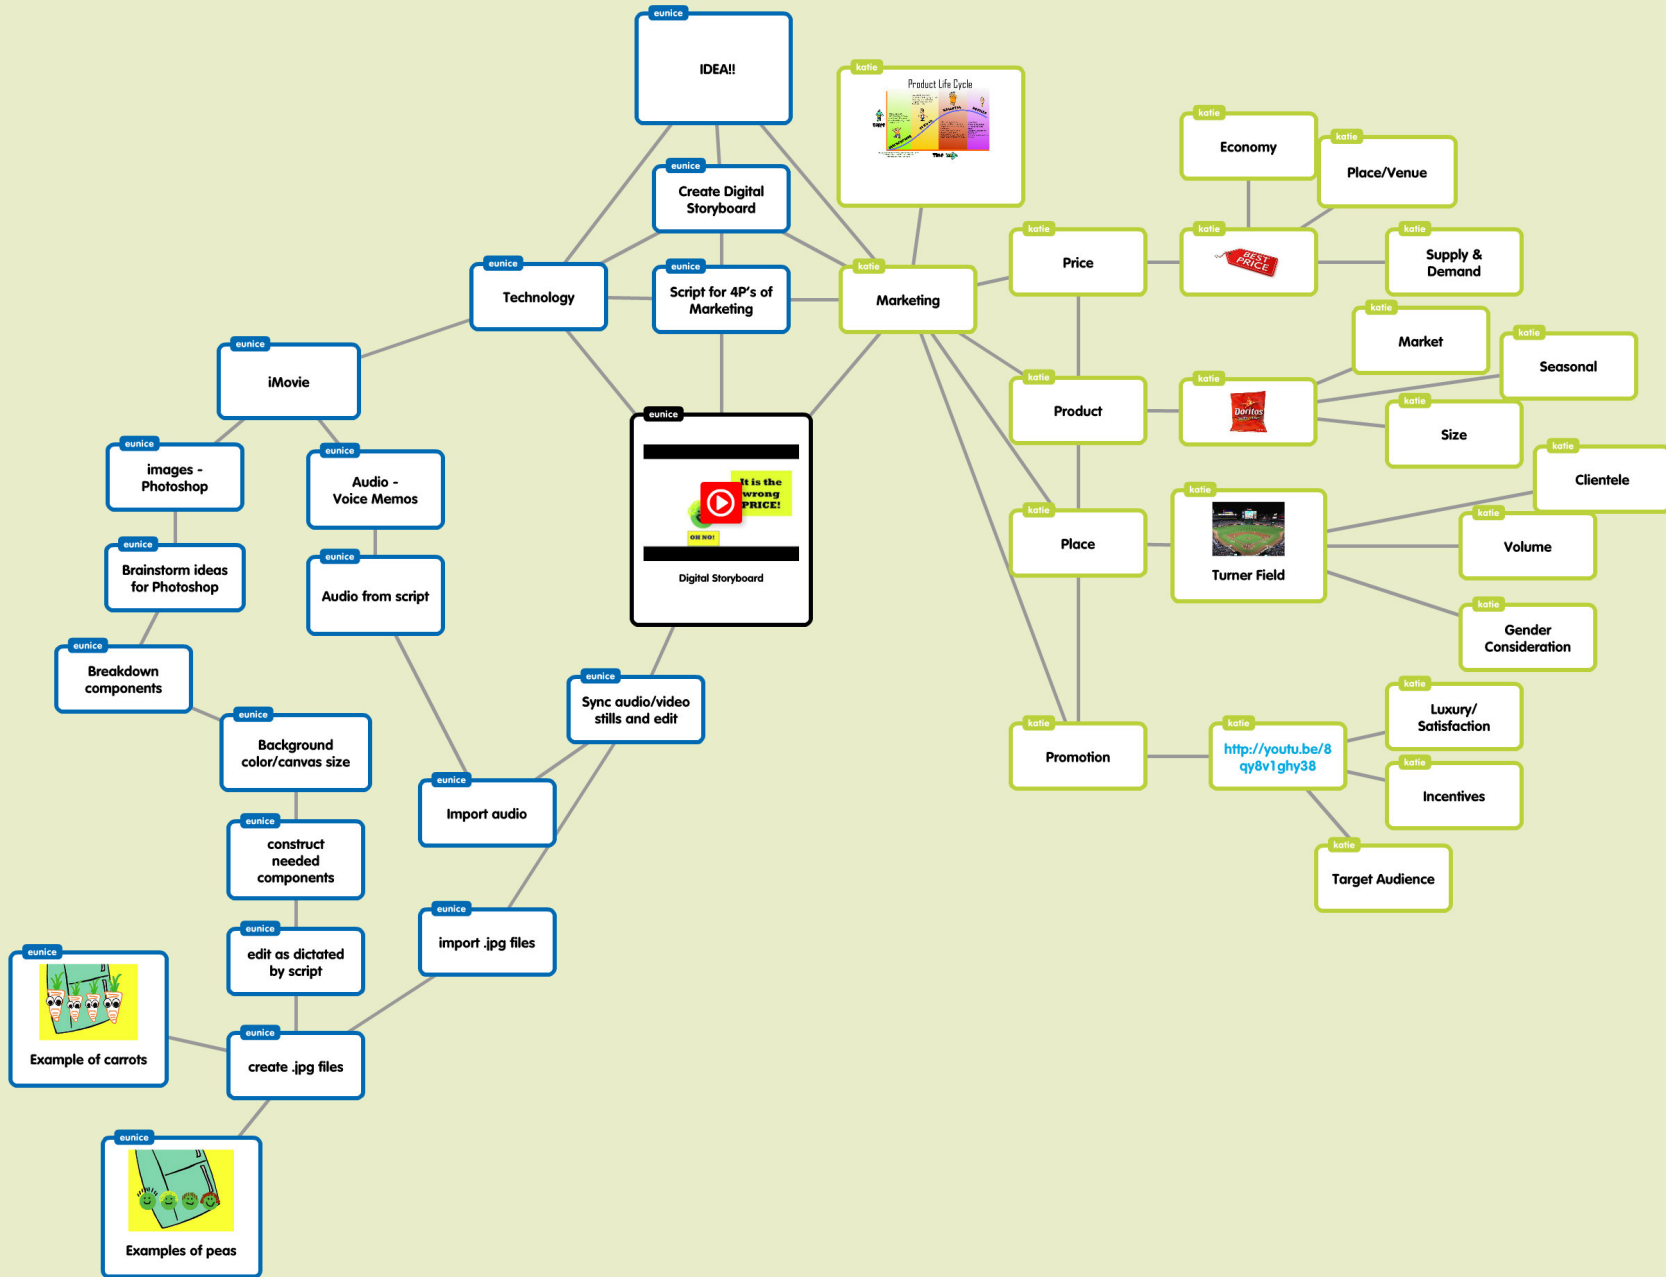 eunice
IDEA!!
katie
Product Life Cycle
Time
eunice
Create Digital
Storyboard
katie
Economy
katie
Place/Venue
eunice
Technology
eunice
Script for 4P's of
Marketing
katie
Marketing
katie
Price
katie
BEST
PRICE
katie
Supply &
Demand
katie
Market
katie
Seasonal
eunice
iMovie
katie
Product
katie
Doritos
katie
Size
eunice
images -
Photoshop
eunice
Audio -
Voice Memos
eunice
It is the
wrong
PRICE!
OH NO!
Digital Storyboard
katie
Clientele
katie
Place
katie
Turner Field
katie
Volume
eunice
Brainstorm ideas
for Photoshop
eunice
Audio from script
katie
Gender
Consideration
eunice
Breakdown
components
eunice
Sync audio/video
stills and edit
katie
Luxury/
Satisfaction
eunice
Background
color/canvas size
katie
Promotion
katie
http://youtu.be/8
qy8v1ghy38
katie
Incentives
eunice
Import audio
eunice
construct
needed
components
katie
Target Audience
eunice
import .jpg files
eunice
edit as dictated
by script
eunice
Example of carrots
eunice
create .jpg files
eunice
Examples of peas